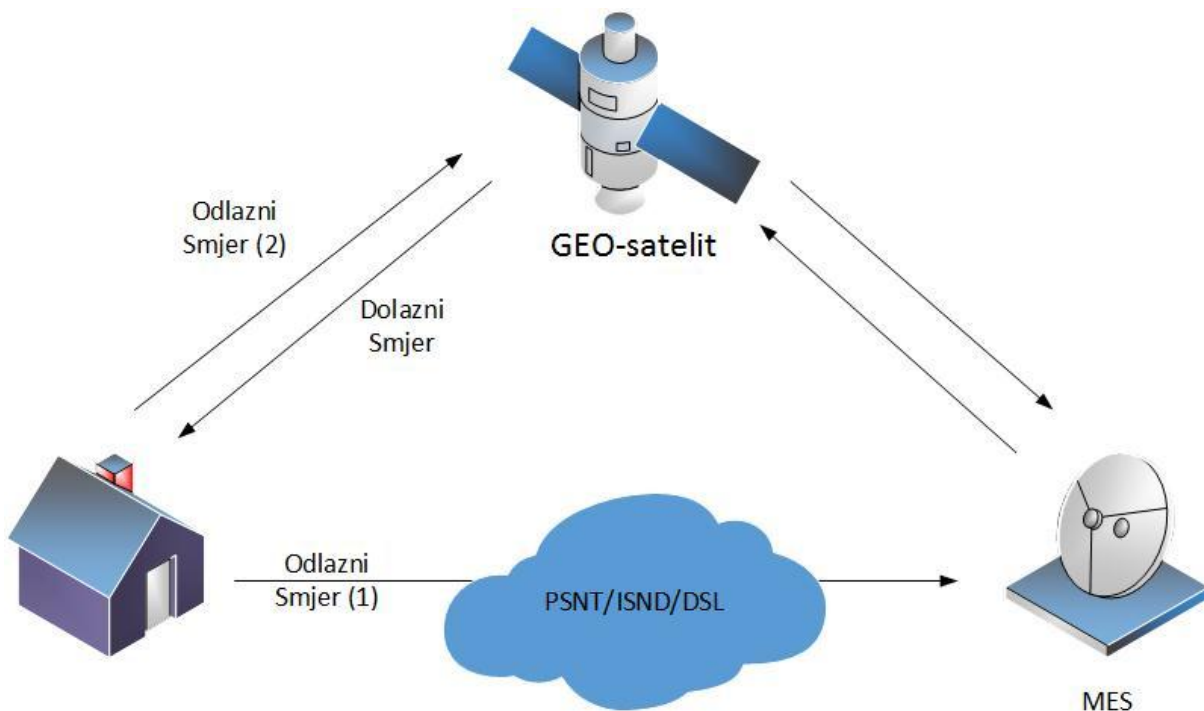 GEO-satelit
Odlazni
Smjer (2)
Dolazni
Smjer
Odlazni
Smjer (1)
PSNT/ISND/DSL
MES